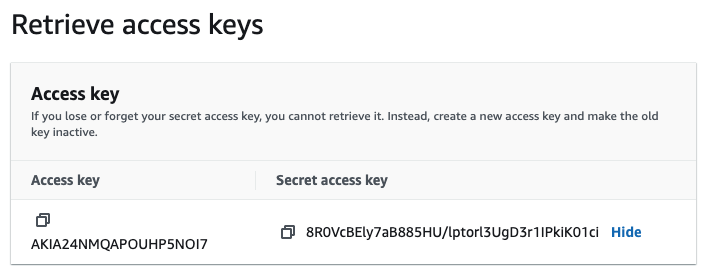 Retrieve access keys
Access key
If you lose or forget your secret access key, you cannot retrieve it. Instead, create a new access key and make the old
key inactive.
Access key
Secret access key
AKIA24NMQAPOUHP5NOI7
8R0VcBEly7aB885HU/lptorl3UgD3r1IPkiK01ci
Hide